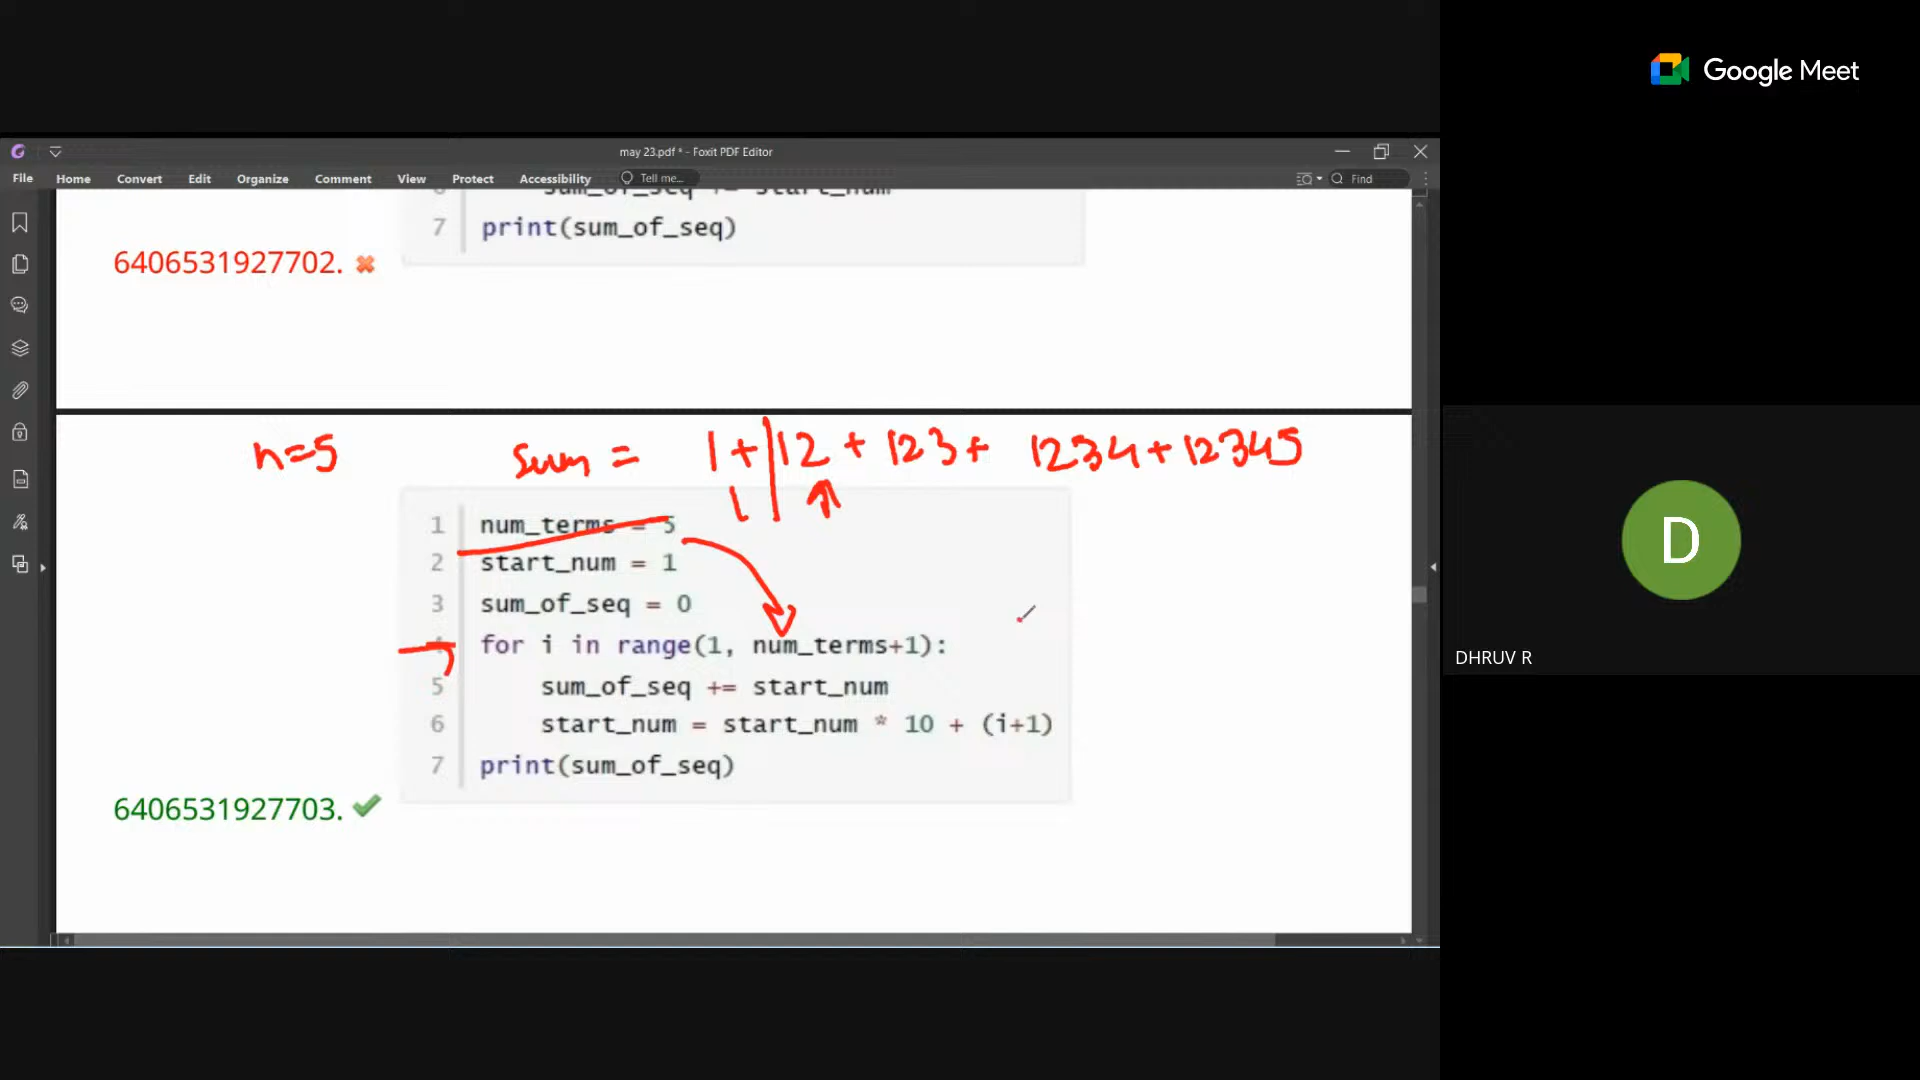 Google Meet
may 23.pdf * - Foxit PDF Editor
File Home Convert Edit Organize Comment View Protect Accessibility Tell me... Find
sum_of_seq += start_num
7 print(sum_of_seq)
6406531927702.
n=5 Sum = 1 + 12 + 123 + 1234 + 12345
1
1 num_terms = 5
2 start_num = 1
3 sum_of_seq = 0
for i in range(1, num_terms+1):
5 sum_of_seq += start_num
6 start_num = start_num * 10 + (i+1)
7 print(sum_of_seq)
6406531927703.
D
DHRUV R